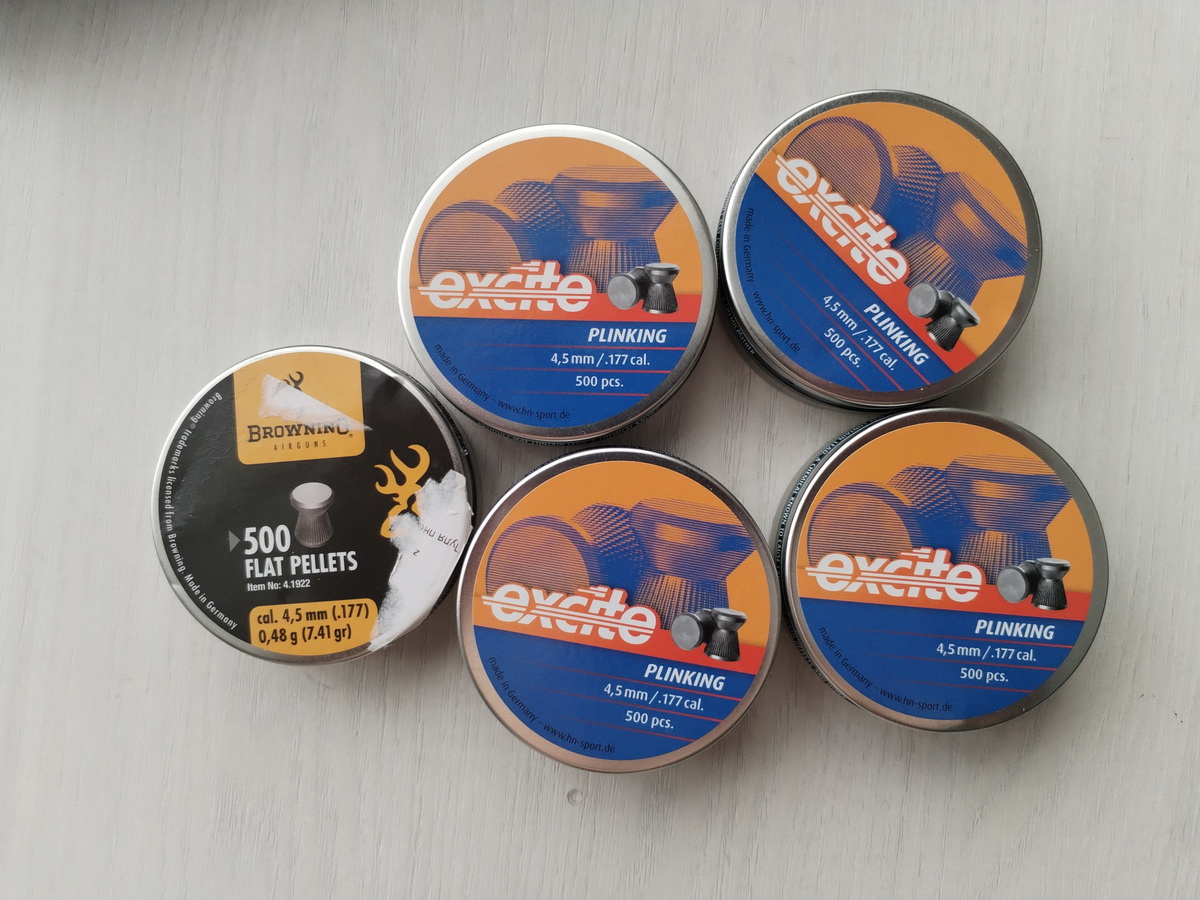 excite
PLINKING
4,5 mm / .177 cal.
500 pcs.
made in Germany - www.hn-sport.de
excite
PLINKING
4,5 mm / .177 cal.
500 pcs.
made in Germany - www.hn-sport.de
BROWNING®
AIRGUNS
500
FLAT PELLETS
Item No: 4.1922
cal. 4,5 mm (.177)
0,48 g (7.41 gr)
Browning® trademarks licensed from Browning. Made in Germany
Пуля
excite
PLINKING
4,5 mm / .177 cal.
500 pcs.
made in Germany - www.hn-sport.de
excite
PLINKING
4,5 mm / .177 cal.
500 pcs.
made in Germany - www.hn-sport.de